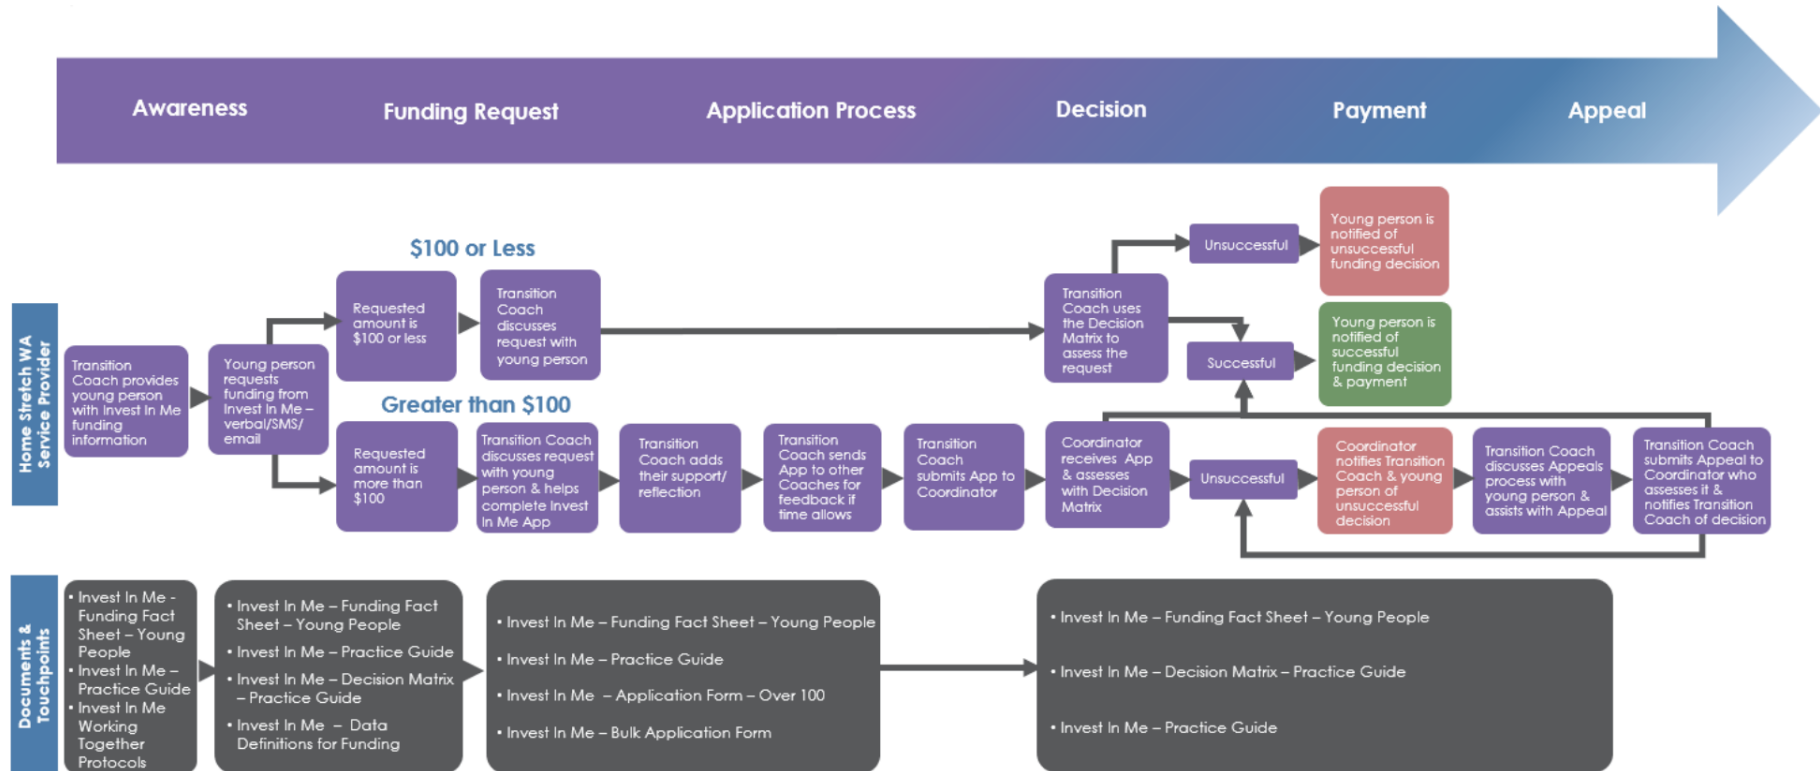 Awareness
Funding Request
Application Process
Decision
Payment
Appeal
Home Stretch WA
Service Provider
$100 or Less
Greater than $100
Transition
Coach provides
young person
with Invest In Me
funding
information
Young person
requests
funding from
Invest In Me –
verbal/SMS/
email
Requested
amount is
$100 or less
Transition
Coach
discusses
request with
young person
Transition
Coach uses
the Decision
Matrix to
assess the
request
Unsuccessful
Young person is
notified of
unsuccessful
funding decision
Successful
Young person is
notified of
successful
funding decision
& payment
Requested
amount is
more than
$100
Transition Coach
discusses request
with young
person & helps
complete Invest
In Me App
Transition
Coach adds
their support/
reflection
Transition
Coach sends
App to other
Coaches for
feedback if
time allows
Transition
Coach
submits App to
Coordinator
Coordinator
receives App
& assesses
with Decision
Matrix
Unsuccessful
Coordinator
notifies Transition
Coach & young
person of
unsuccessful
decision
Transition Coach
discusses Appeals
process with
young person &
assists with Appeal
Transition Coach
submits Appeal to
Coordinator who
assesses it &
notifies Transition
Coach of decision
Documents &
Touchpoints
• Invest In Me -
Funding Fact
Sheet – Young
People
• Invest In Me –
Practice Guide
• Invest In Me
Working
Together
Protocols
• Invest In Me – Funding Fact
Sheet – Young People
• Invest In Me – Practice Guide
• Invest In Me – Decision Matrix
– Practice Guide
• Invest In Me – Data
Definitions for Funding
• Invest In Me – Funding Fact Sheet – Young People
• Invest In Me – Practice Guide
• Invest In Me – Application Form – Over 100
• Invest In Me – Bulk Application Form
• Invest In Me – Funding Fact Sheet – Young People
• Invest In Me – Decision Matrix – Practice Guide
• Invest In Me – Practice Guide